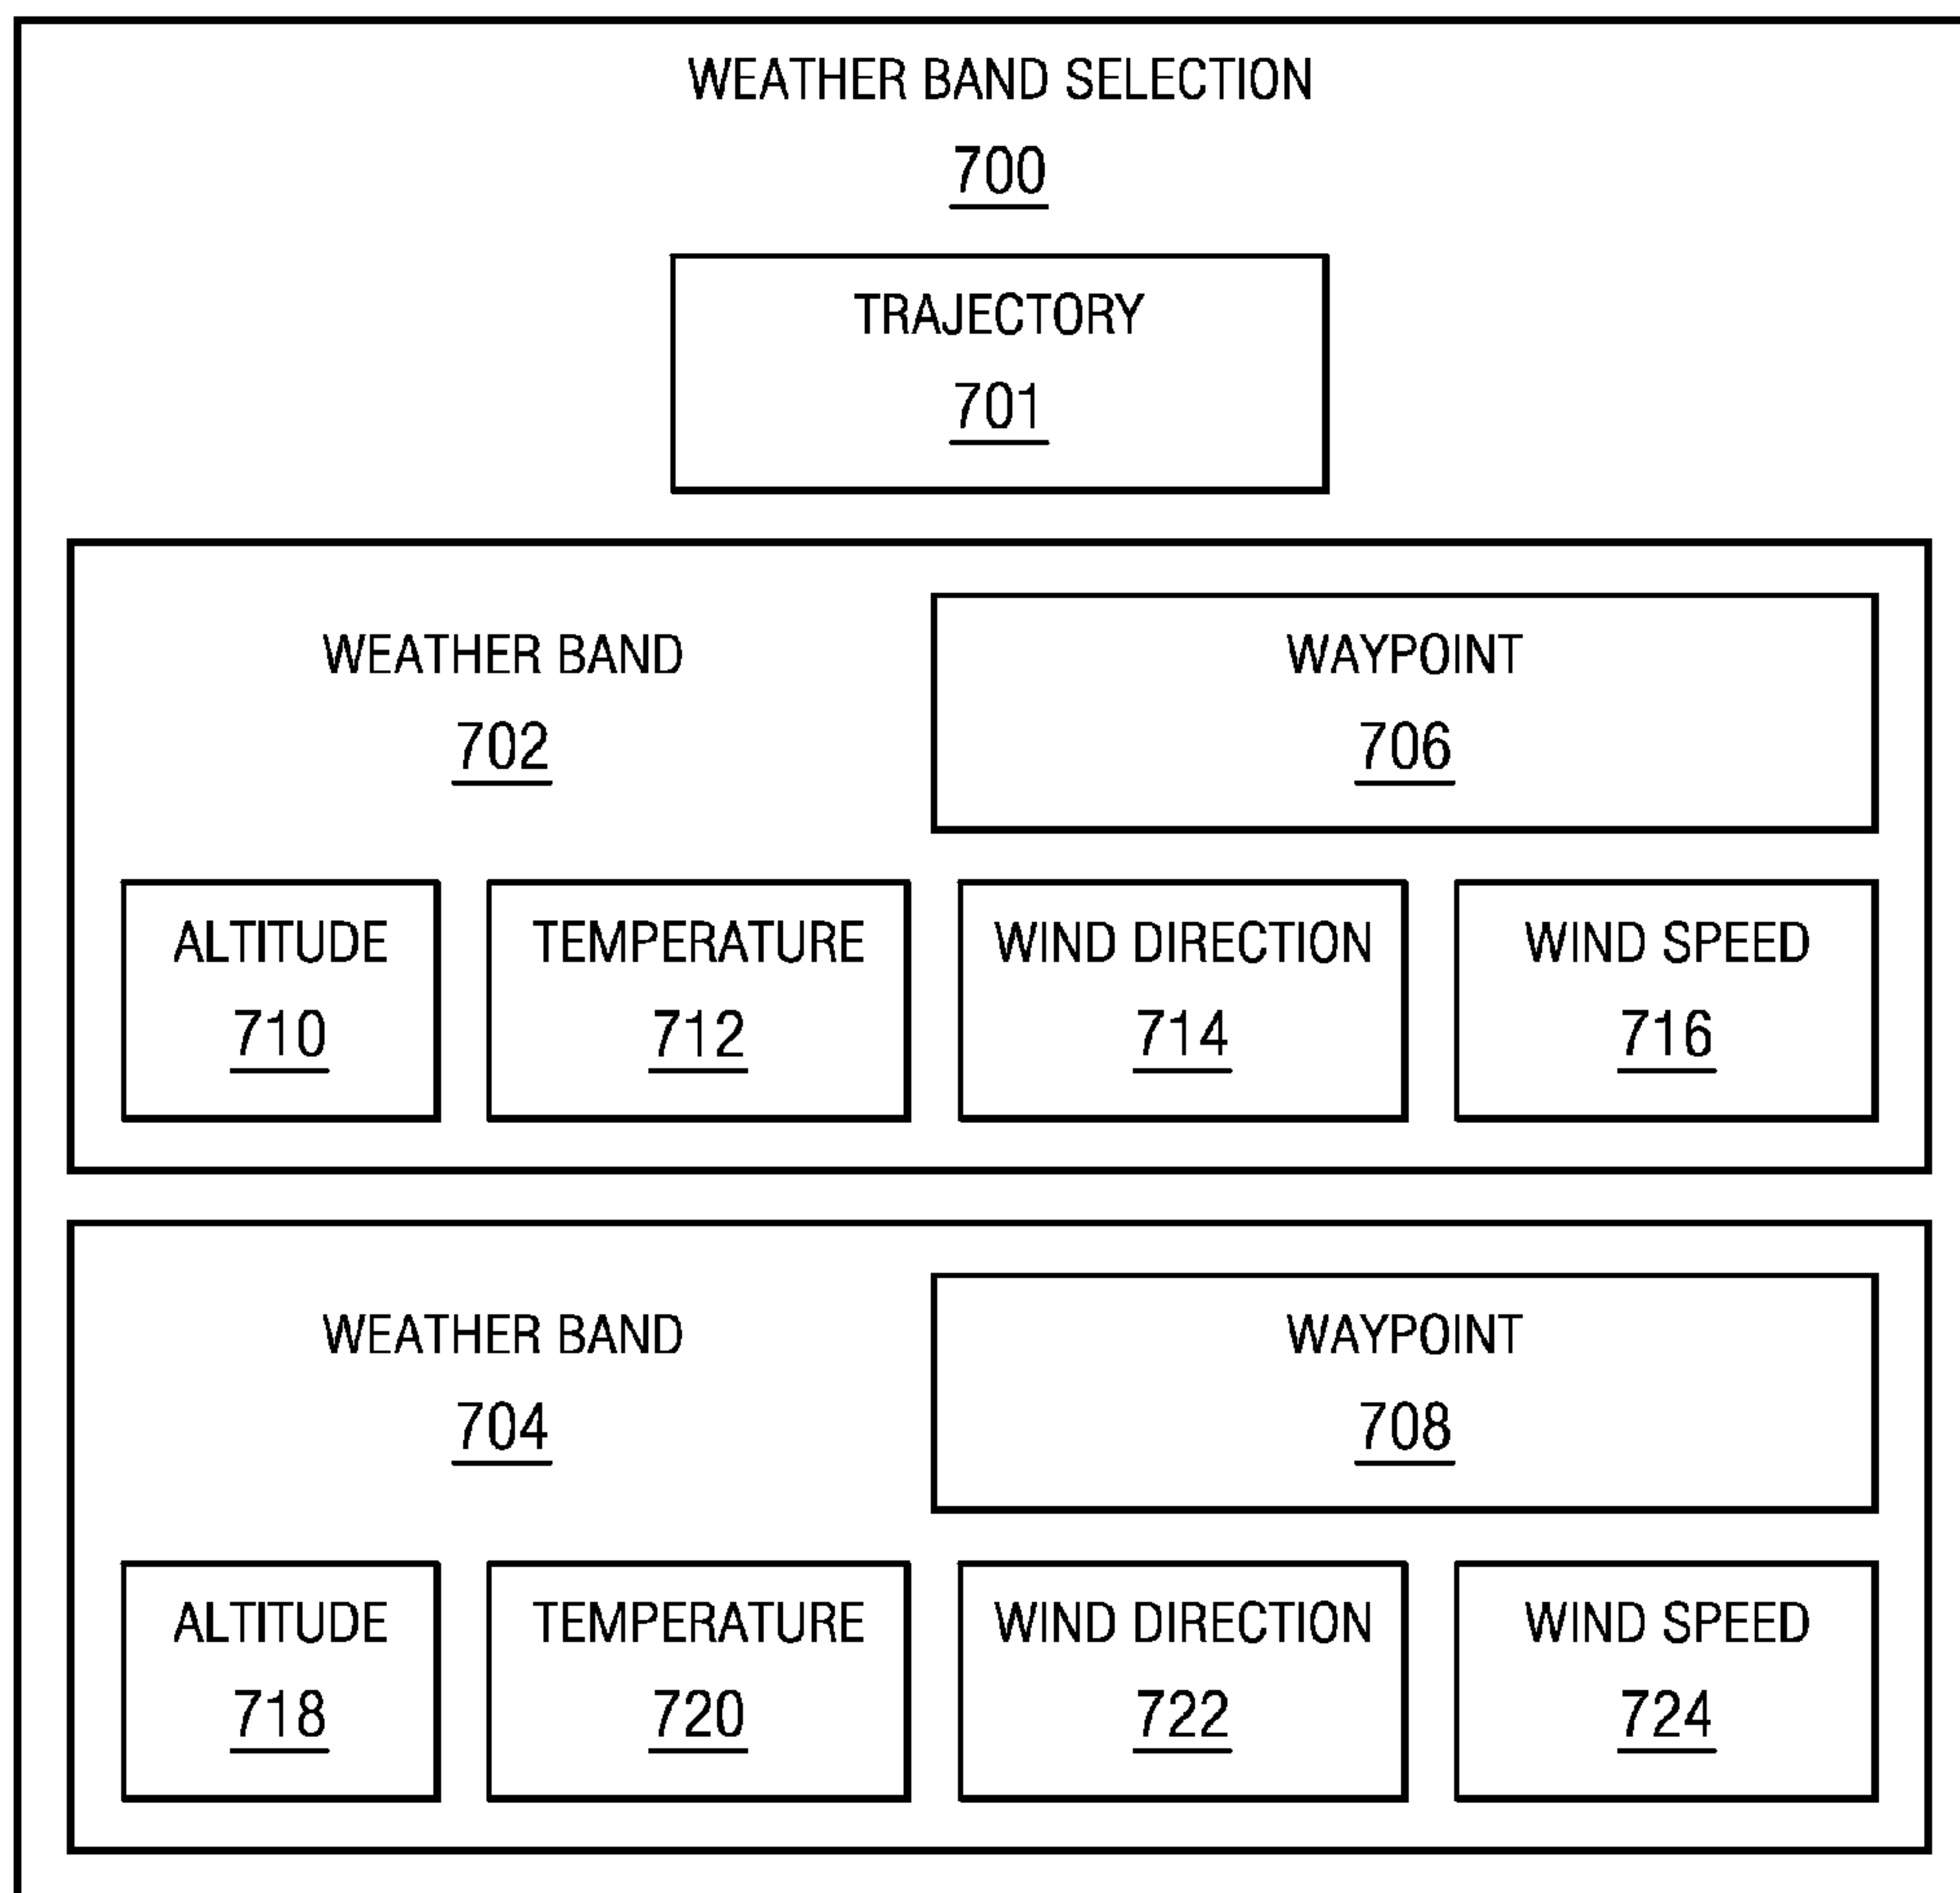 WEATHER BAND SELECTION
700
TRAJECTORY
701
WEATHER BAND
702
WAYPOINT
706
ALTITUDE
710
TEMPERATURE
712
WIND DIRECTION
714
WIND SPEED
716
WEATHER BAND
704
WAYPOINT
708
ALTITUDE
718
TEMPERATURE
720
WIND DIRECTION
722
WIND SPEED
724